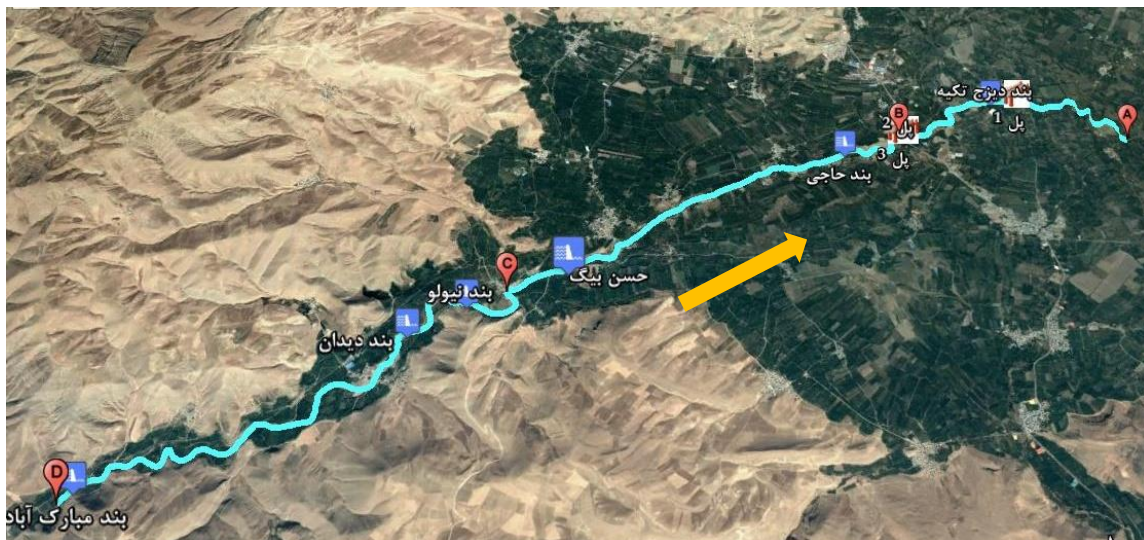 A
بند دیزج تکیه
پل 1
B
پل 2
پل 3
بند حاجی
حسن بیگ
C
بند نیولو
بند دیدان
D
بند مبارک آباد